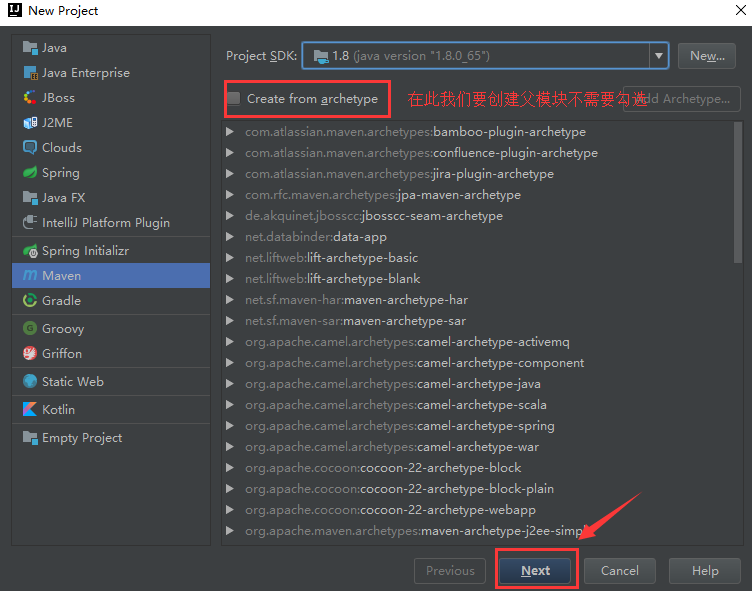 New Project
Java
Java Enterprise
JBoss
J2ME
Clouds
Spring
Java FX
IntelliJ Platform Plugin
Spring Initializr
Maven
Gradle
Groovy
Griffon
Static Web
Kotlin
Empty Project
Project SDK: 1.8 (java version "1.8.0_65") New...
Create from archetype 在此我们要创建父模块不需要勾选 Add Archetype...
com.atlassian.maven.archetypes:bamboo-plugin-archetype
com.atlassian.maven.archetypes:confluence-plugin-archetype
com.atlassian.maven.archetypes:jira-plugin-archetype
com.rfc.maven.archetypes:jpa-maven-archetype
de.akquinet.jbosscc:jbosscc-seam-archetype
net.databinder:data-app
net.liftweb:lift-archetype-basic
net.liftweb:lift-archetype-blank
net.sf.maven-har:maven-archetype-har
net.sf.maven-sar:maven-archetype-sar
org.apache.camel.archetypes:camel-archetype-activemq
org.apache.camel.archetypes:camel-archetype-component
org.apache.camel.archetypes:camel-archetype-java
org.apache.camel.archetypes:camel-archetype-scala
org.apache.camel.archetypes:camel-archetype-spring
org.apache.camel.archetypes:camel-archetype-war
org.apache.cocoon:cocoon-22-archetype-block
org.apache.cocoon:cocoon-22-archetype-block-plain
org.apache.cocoon:cocoon-22-archetype-webapp
org.apache.maven.archetypes:maven-archetype-j2ee-simple
Previous Next Cancel Help